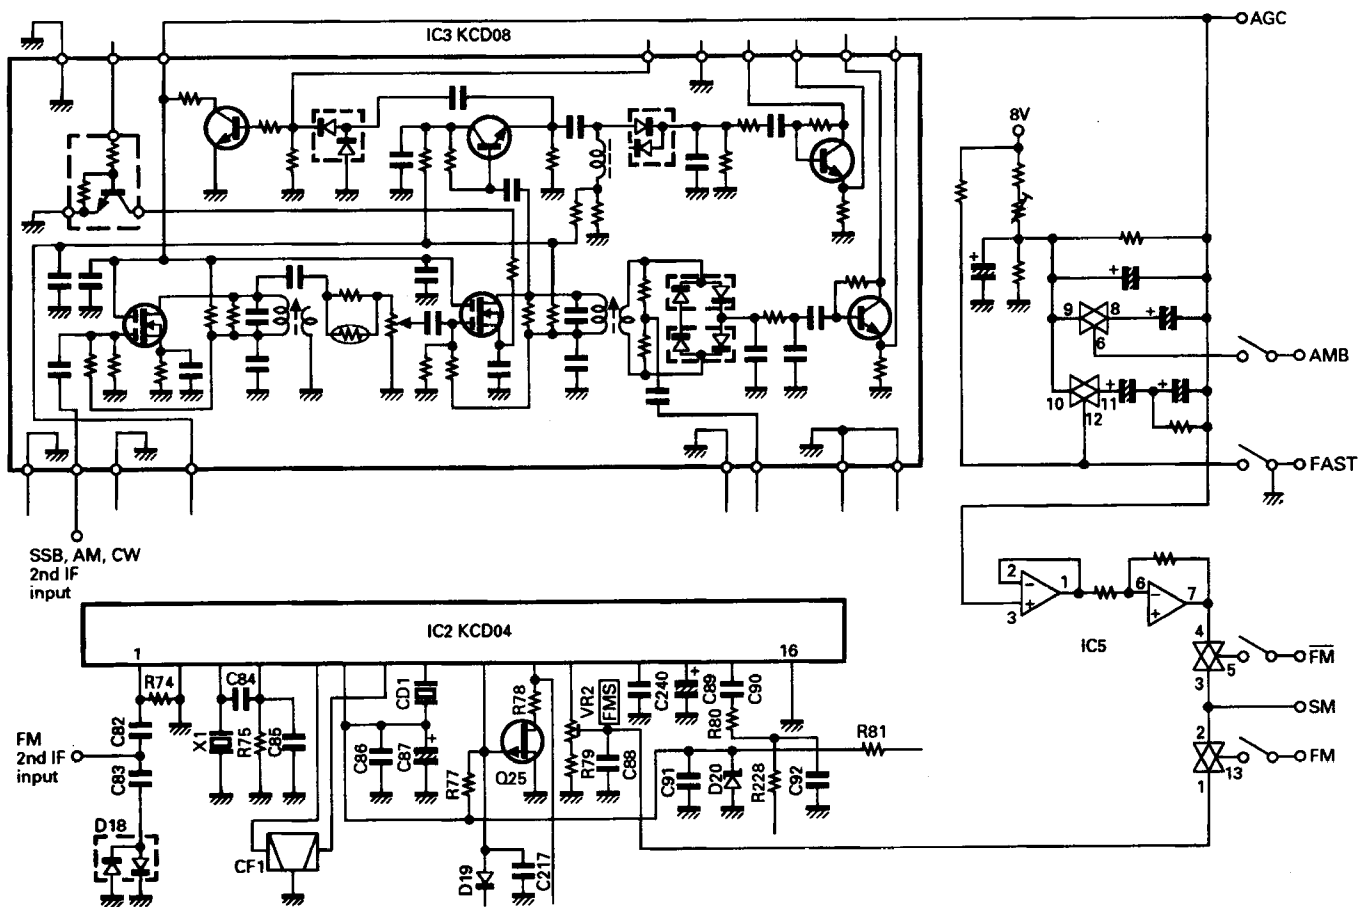 IC3 KCD08
AGC
8V
9
8
6
AMB
10
11
12
FAST
SSB, AM, CW
2nd IF
input
2
1
6
7
3
IC5
4
5
FM
3
SM
2
13
FM
1
IC2 KCD04
1
16
R74
C84
CD1
R78
VR2
FMS
C240
C89
C90
C82
X1
R75
C85
R80
R81
FM
2nd IF
input
C83
C86
C87
R77
Q25
R79
C88
C91
D20
R228
C92
D18
CF1
D19
C217
+
+
+
+
+
+
+
+
−
+
−
+